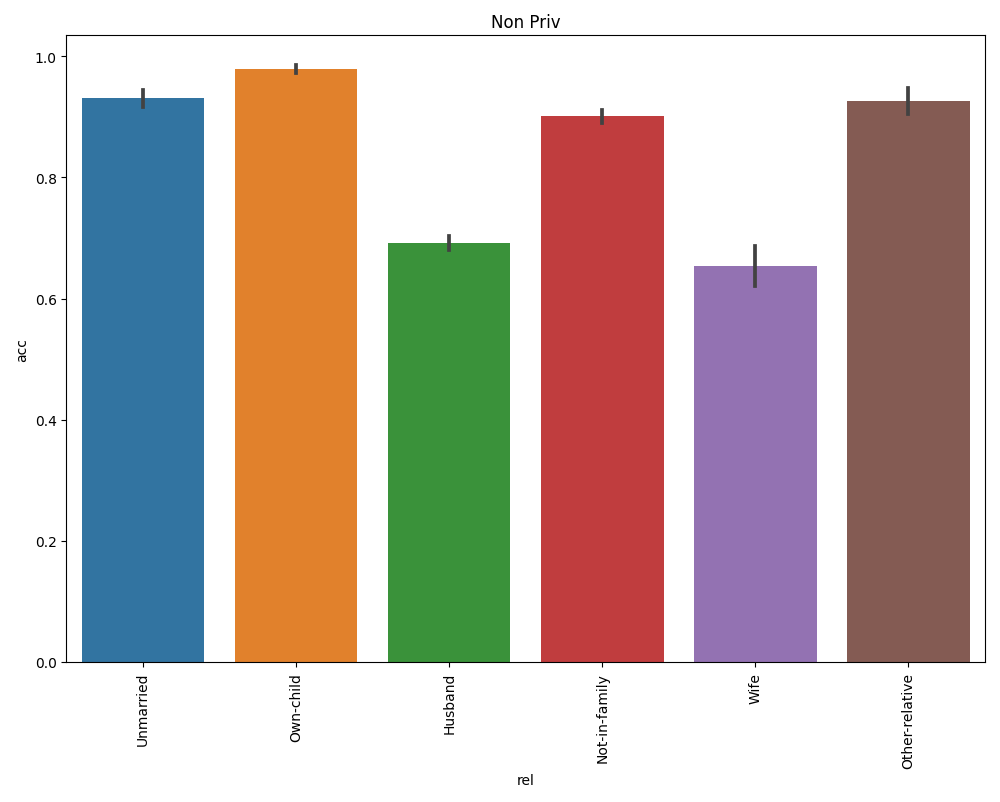 Non Priv
1.0
0.8
0.6
0.4
0.2
0.0
acc
Unmarried
Own-child
Husband
Not-in-family
Wife
Other-relative
rel